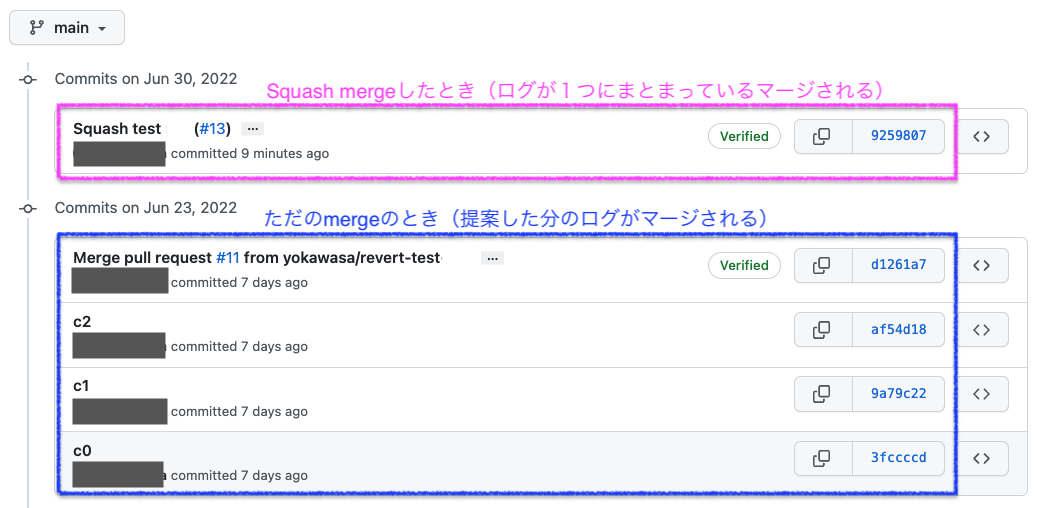 main
Commits on Jun 30, 2022
Squash mergeしたとき（ログが１つにまとまっているマージされる）
Squash test (#13) ...
committed 9 minutes ago
Verified
9259807
Commits on Jun 23, 2022
ただのmergeのとき（提案した分のログがマージされる）
Merge pull request #11 from yokawasa/revert-test ...
committed 7 days ago
Verified
d1261a7
c2
committed 7 days ago
af54d18
c1
committed 7 days ago
9a79c22
c0
committed 7 days ago
3fccccd